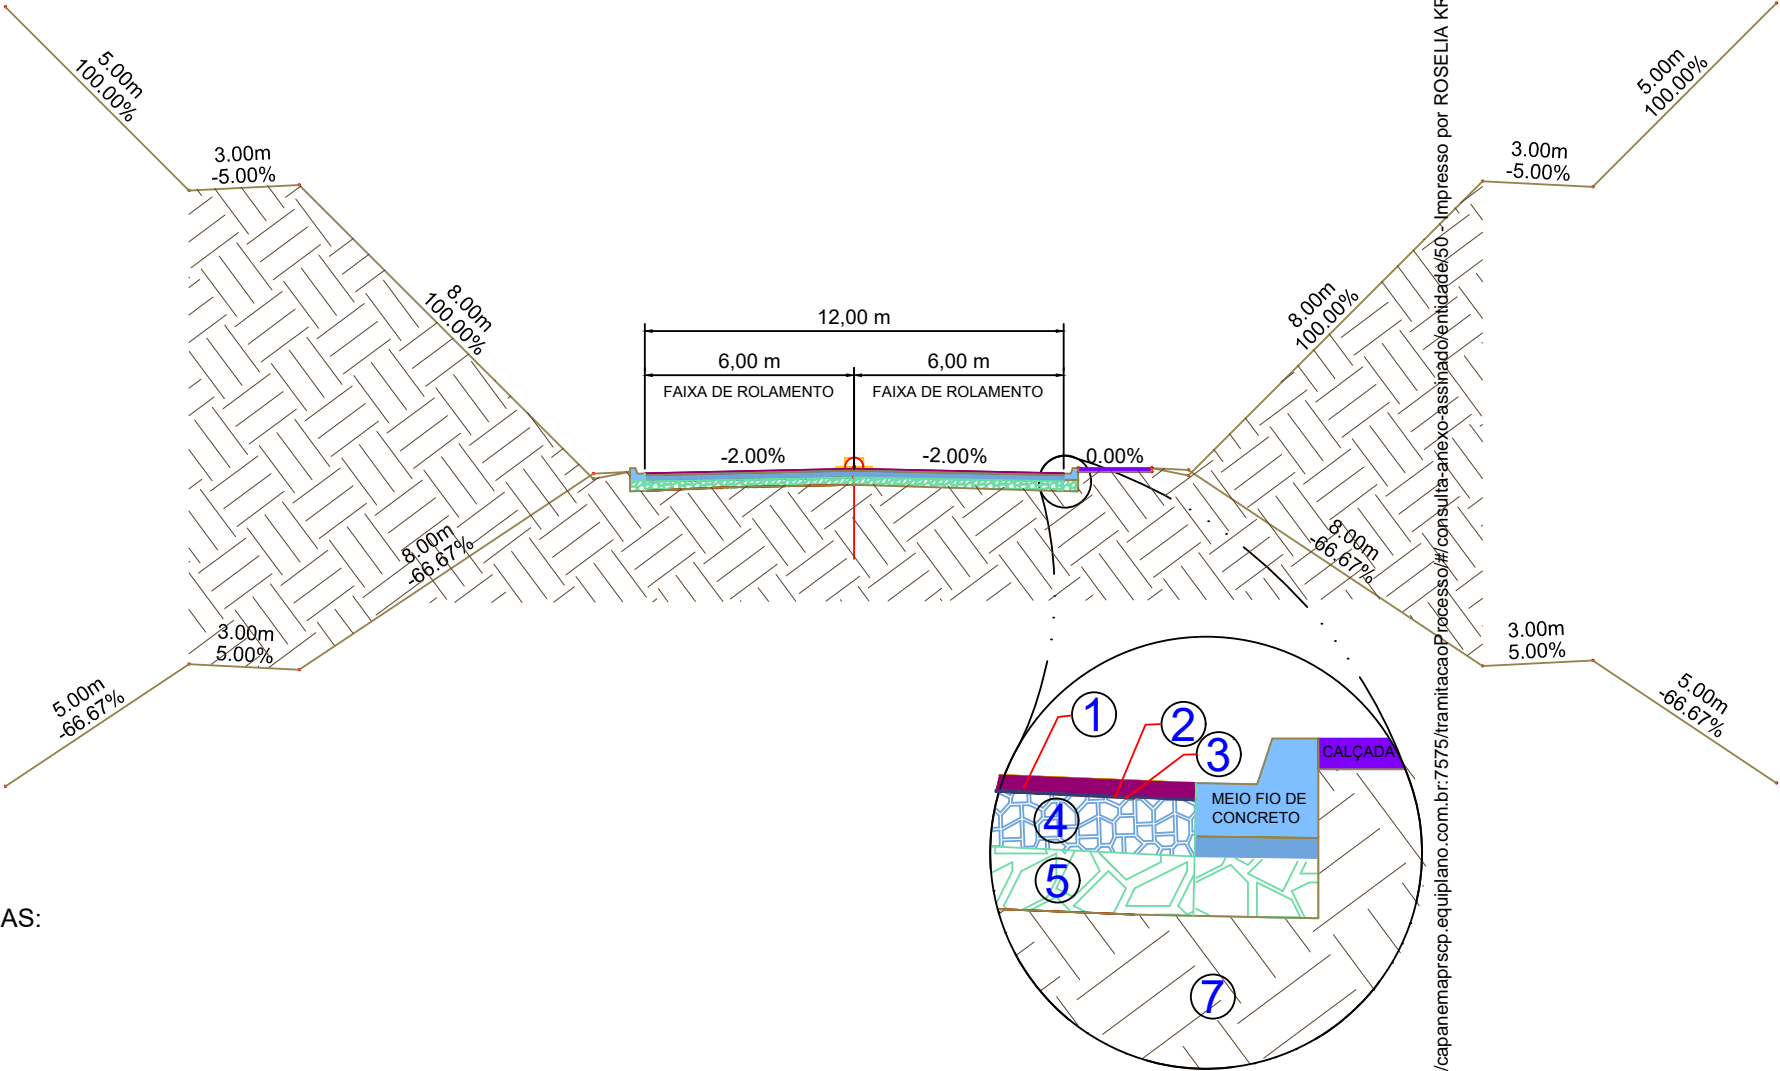 5.00m
100.00%
3.00m
-5.00%
8.00m
100.00%
12,00 m
6,00 m
6,00 m
FAIXA DE ROLAMENTO
FAIXA DE ROLAMENTO
-2.00%
-2.00%
0.00%
8.00m
100.00%
3.00m
-5.00%
5.00m
100.00%
8.00m
-66.67%
3.00m
5.00%
5.00m
-66.67%
8.00m
-66.67%
3.00m
5.00%
5.00m
-66.67%
1
2
3
CALÇADA
4
MEIO FIO DE
CONCRETO
5
7
AS:
/capanemaprscp.equiplano.com.br:7575/tramitacaoProcesso/#/consulta-anexo-assinado/entidade/50 - Impresso por ROSELIA KR